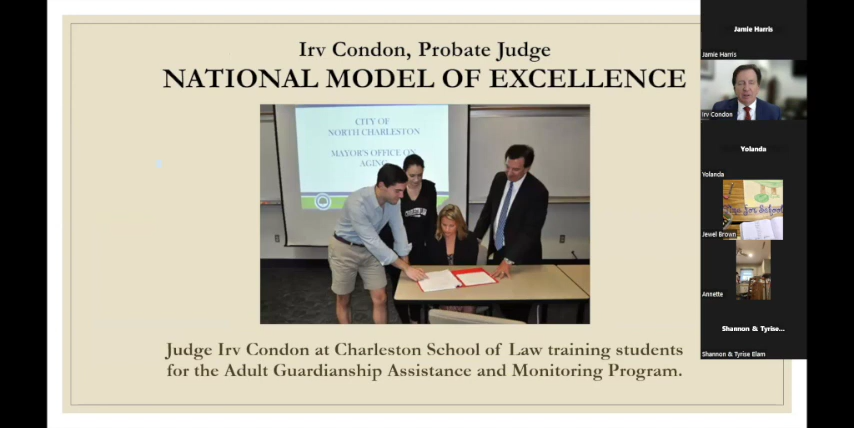 Irv Condon, Probate Judge
NATIONAL MODEL OF EXCELLENCE
CITY OF
NORTH CHARLESTON
MAYOR'S OFFICE ON
AGING
Judge Irv Condon at Charleston School of Law training students
for the Adult Guardianship Assistance and Monitoring Program.
Jamie Harris
Jamie Harris
Irv Condon
Yolanda
Yolanda
for School
Jewel Brown
Annette
Shannon & Tyrise...
Shannon & Tyrise Elam